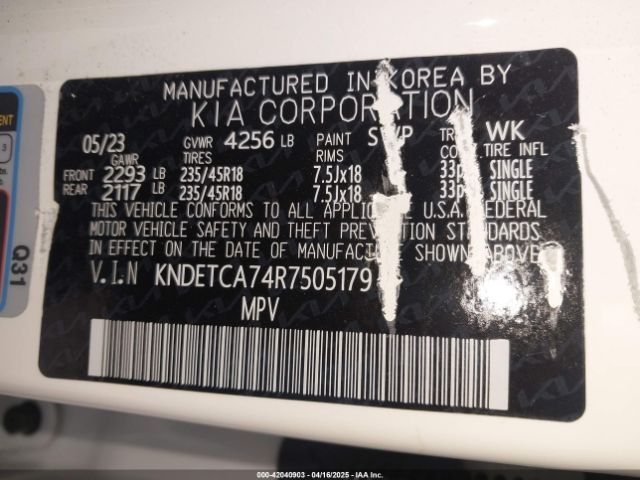 MANUFACTURED IN KOREA BY
KIA CORPORATION
05/23 GVWR 4256 LB PAINT TR WK
GAWR TIRES RIMS TIRE INFL
FRONT 2293 LB 235/45R18 7.5Jx18 33p SINGLE
REAR 2117 LB 235/45R18 7.5Jx18 33p SINGLE
THIS VEHICLE CONFORMS TO ALL U.S.A. FEDERAL
MOTOR VEHICLE SAFETY AND THEFT PREVENTION
IN EFFECT ON THE DATE OF MANUFACTURE SHOWN ABOVE.
V.I.N KNDETCA74R7505179
MPV
Q31
000-42040903 - 04/16/2025 - IAA Inc.